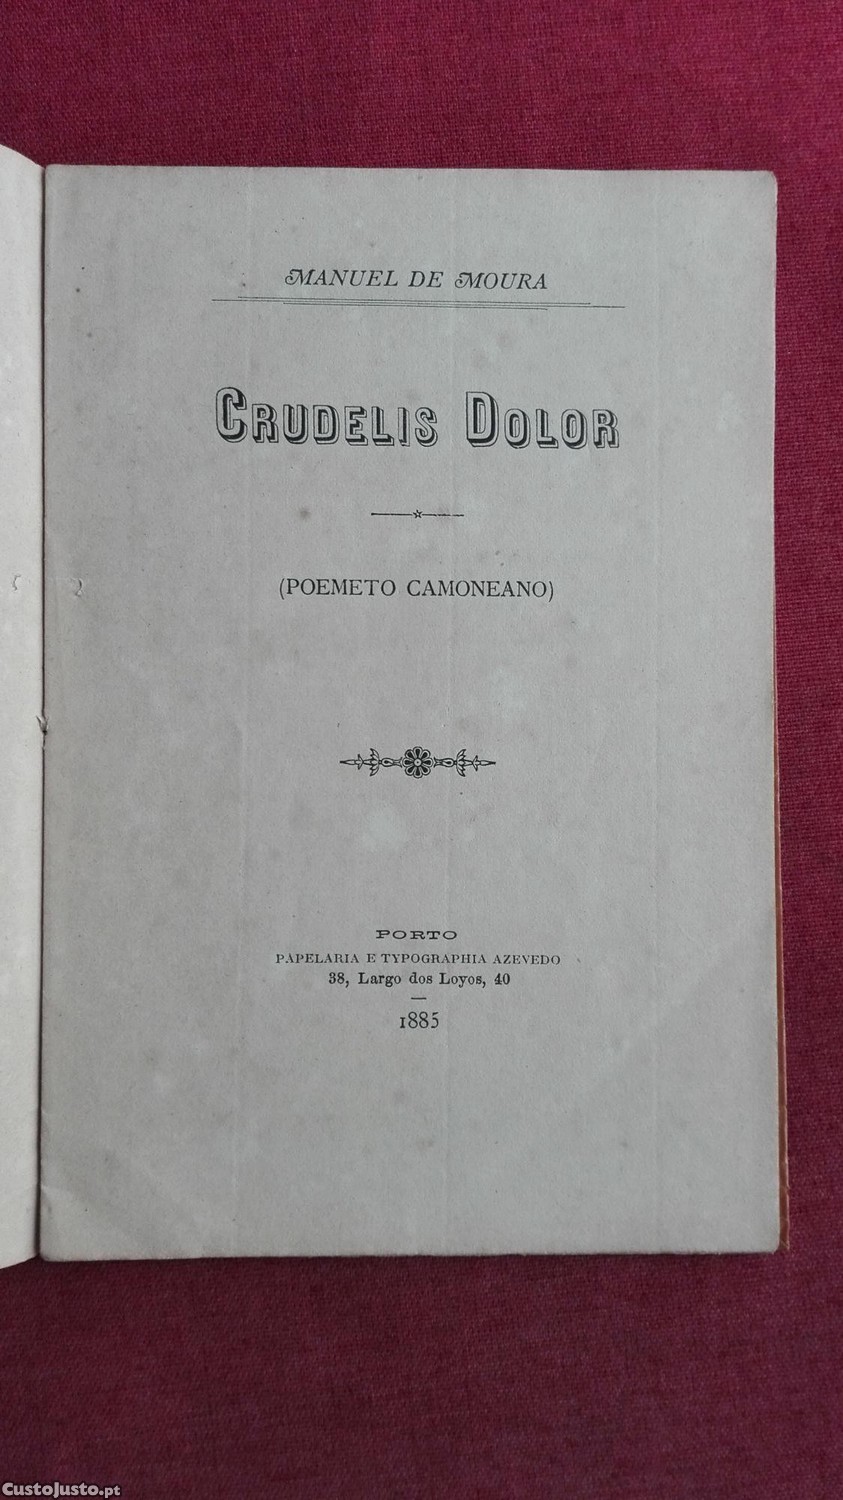 MANUEL DE MOURA
CRUDELIS DOLOR
(POEMETO CAMONEANO)
PORTO
PAPELARIA E TYPOGRAPHIA AZEVEDO
38, Largo dos Loyos, 40
1885
CustoJusto.pt